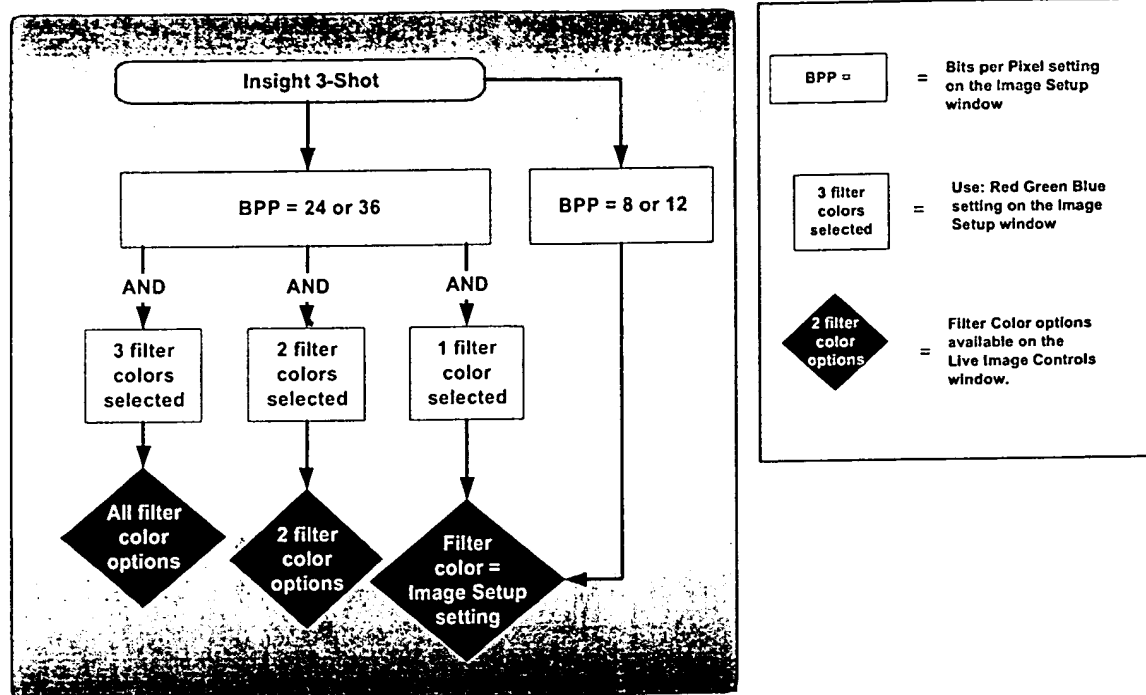 Insight 3-Shot
BPP = 24 or 36
BPP = 8 or 12
AND
AND
AND
3 filter
colors
selected
2 filter
colors
selected
1 filter
color
selected
All filter
color
options
2 filter
color
options
Filter
color =
Image Setup
setting
BPP =
=
Bits per Pixel setting
on the Image Setup
window
3 filter
colors
selected
=
Use: Red Green Blue
setting on the Image
Setup window
2 filter
color
options
=
Filter Color options
available on the
Live Image Controls
window.